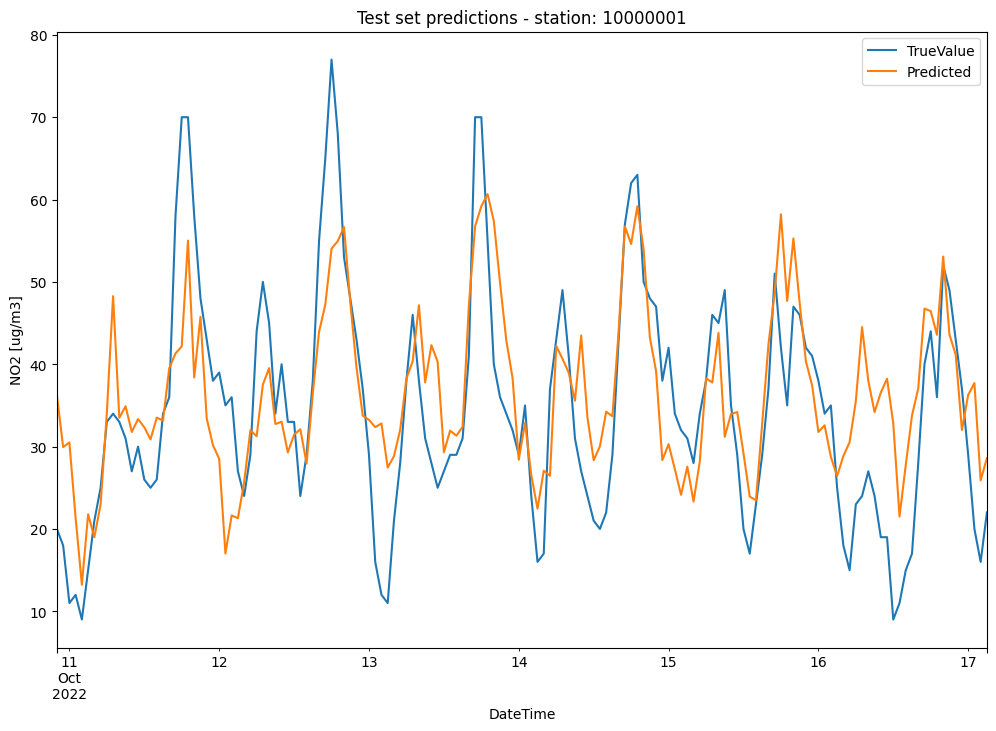 Test set predictions - station: 10000001
TrueValue
Predicted
NO2 [ug/m3]
80
70
60
50
40
30
20
10
11 12 13 14 15 16 17
Oct
2022
DateTime